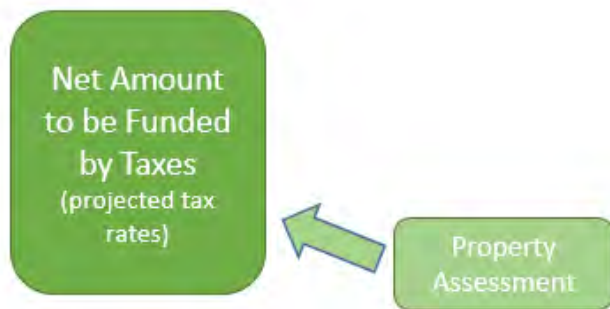 Net Amount
to be Funded
by Taxes
(projected tax
rates)
Property
Assessment